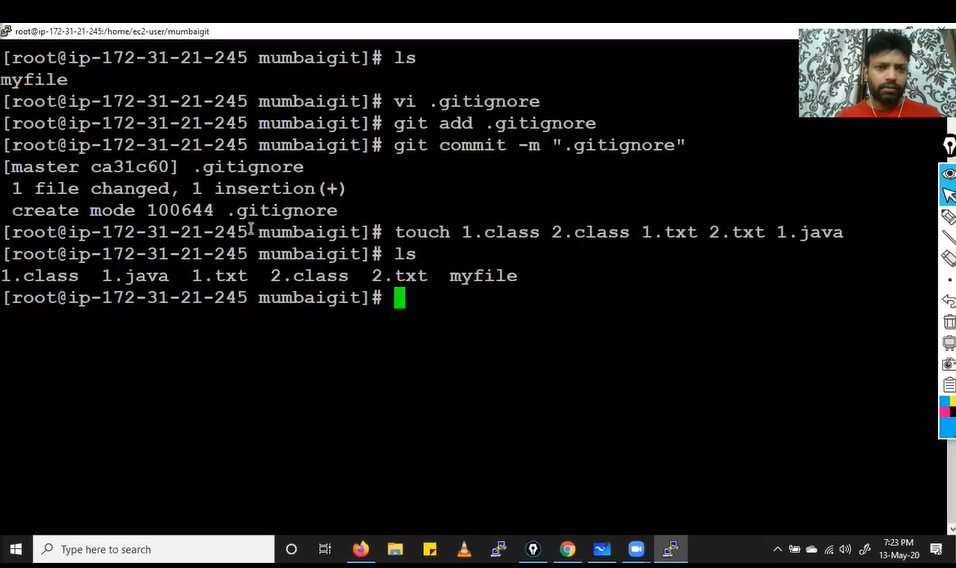 root@ip-172-31-21-245:/home/ec2-user/mumbaigit
[root@ip-172-31-21-245 mumbaigit]# ls
myfile
[root@ip-172-31-21-245 mumbaigit]# vi .gitignore
[root@ip-172-31-21-245 mumbaigit]# git add .gitignore
[root@ip-172-31-21-245 mumbaigit]# git commit -m ".gitignore"
[master ca31c60] .gitignore
 1 file changed, 1 insertion(+)
 create mode 100644 .gitignore
[root@ip-172-31-21-245 mumbaigit]# touch 1.class 2.class 1.txt 2.txt 1.java
[root@ip-172-31-21-245 mumbaigit]# ls
1.class  1.java  1.txt  2.class  2.txt  myfile
[root@ip-172-31-21-245 mumbaigit]#
Type here to search
7:23 PM
13-May-20